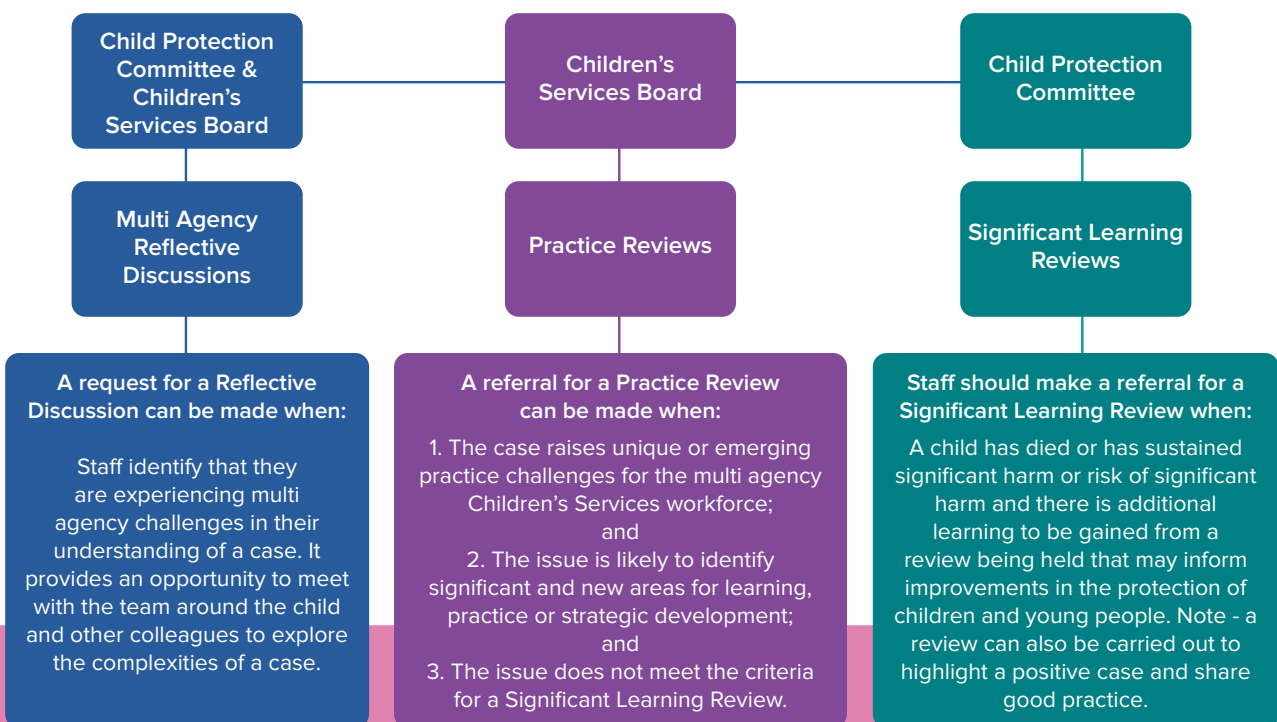 Child Protection
Committee &
Children’s
Services Board
Children’s
Services Board
Child Protection
Committee
Multi Agency
Reflective
Discussions
Practice Reviews
Significant Learning
Reviews
A request for a Reflective
Discussion can be made when:
Staff identify that they
are experiencing multi
agency challenges in their
understanding of a case. It
provides an opportunity to meet
with the team around the child
and other colleagues to explore
the complexities of a case.
A referral for a Practice Review
can be made when:
1. The case raises unique or emerging
practice challenges for the multi agency
Children’s Services workforce;
and
2. The issue is likely to identify
significant and new areas for learning,
practice or strategic development;
and
3. The issue does not meet the criteria
for a Significant Learning Review.
Staff should make a referral for a
Significant Learning Review when:
A child has died or has sustained
significant harm or risk of significant
harm and there is additional
learning to be gained from a
review being held that may inform
improvements in the protection of
children and young people. Note - a
review can also be carried out to
highlight a positive case and share
good practice.